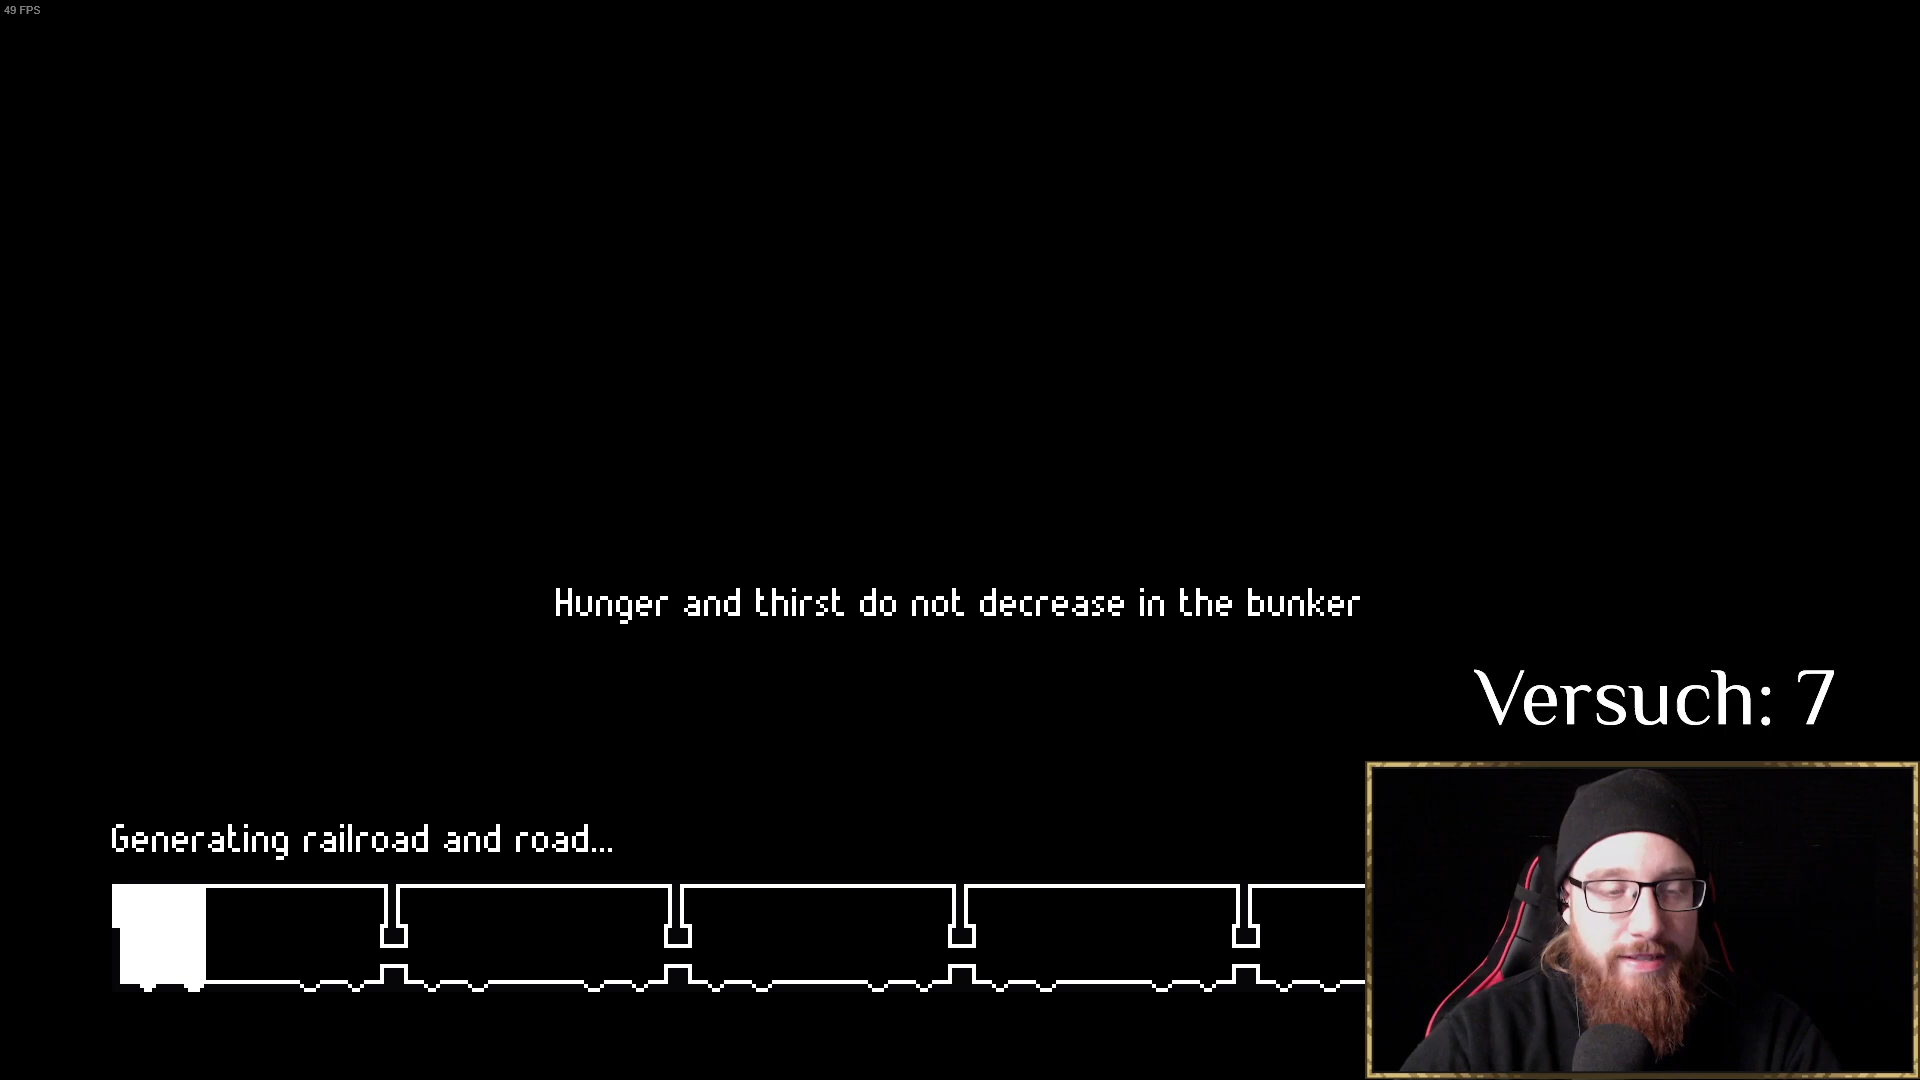 49 FPS
Hunger and thirst do not decrease in the bunker
Versuch: 7
Generating railroad and road...